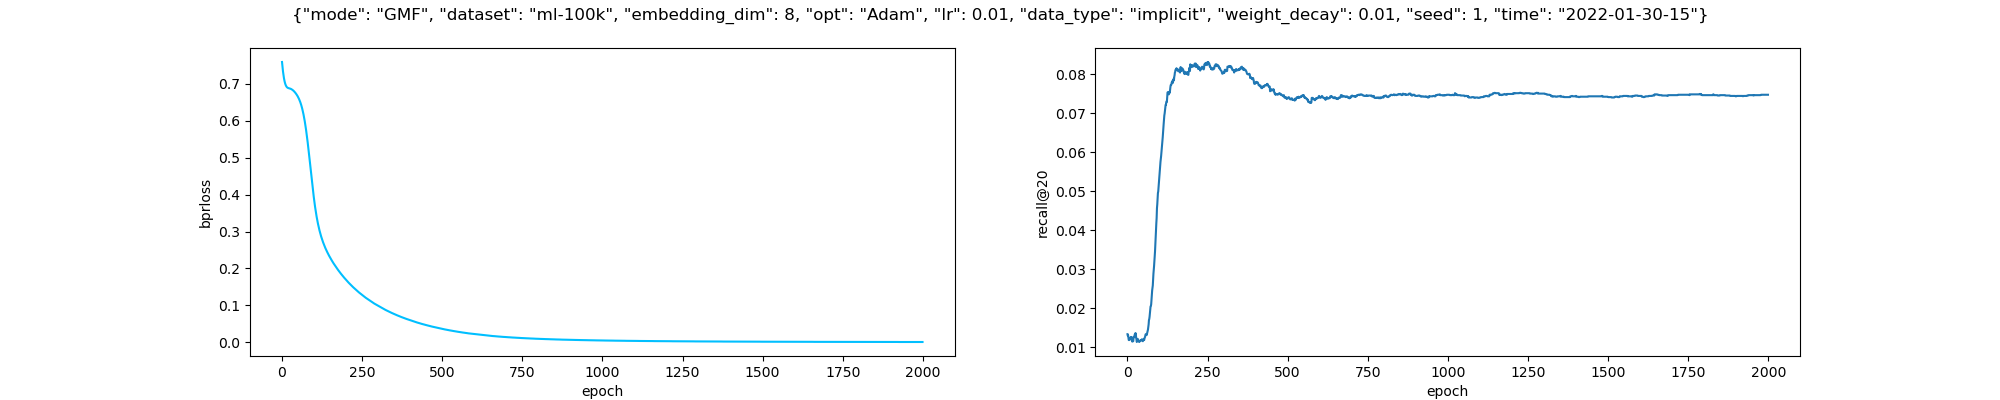 {"mode": "GMF", "dataset": "ml-100k", "embedding_dim": 8, "opt": "Adam", "lr": 0.01, "data_type": "implicit", "weight_decay": 0.01, "seed": 1, "time": "2022-01-30-15"}
bprloss
0.7
0.6
0.5
0.4
0.3
0.2
0.1
0.0
0 250 500 750 1000 1250 1500 1750 2000
epoch
recall@20
0.08
0.07
0.06
0.05
0.04
0.03
0.02
0.01
0 250 500 750 1000 1250 1500 1750 2000
epoch